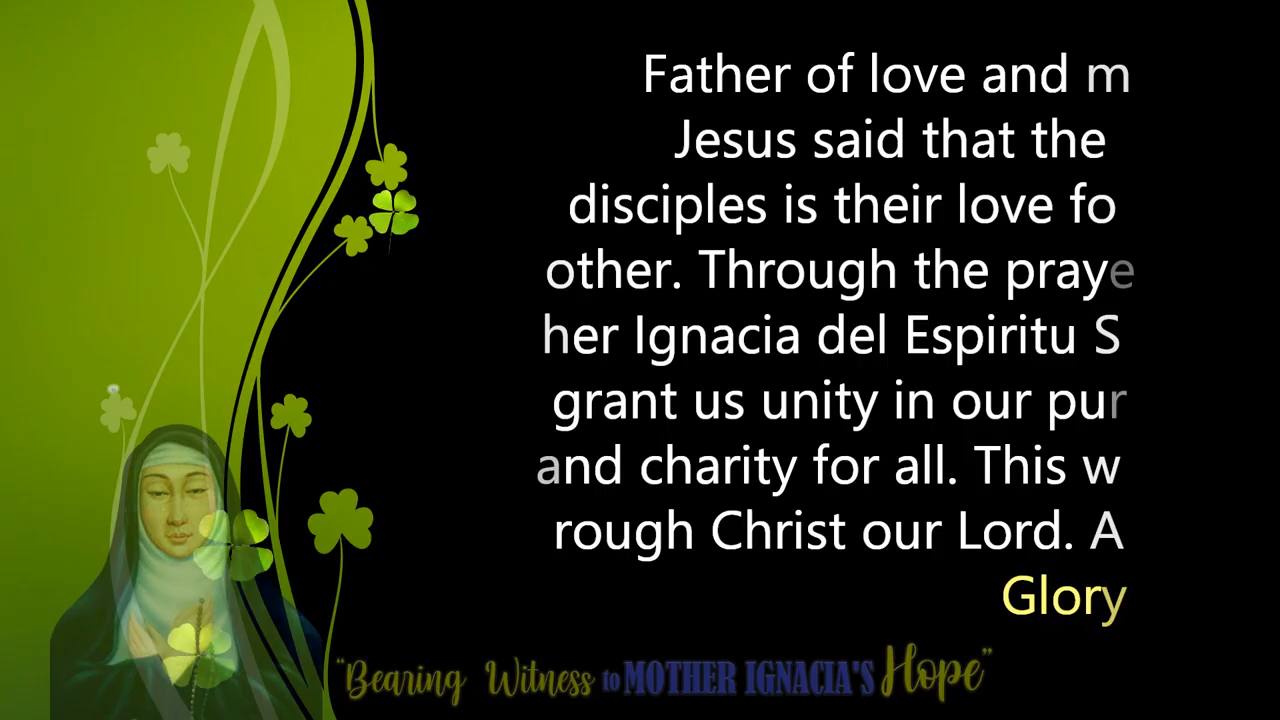 Father of love and m
Jesus said that the
disciples is their love fo
other. Through the praye
her Ignacia del Espiritu S
grant us unity in our pur
and charity for all. This w
rough Christ our Lord. A
Glory
"Bearing Witness to MOTHER IGNACIA'S Hope"